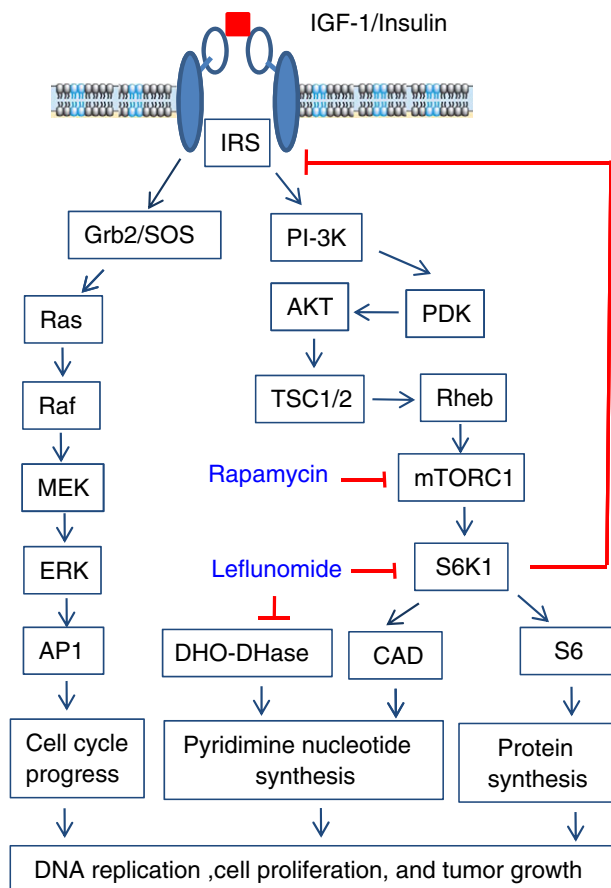 IGF-1/Insulin
IRS
Grb2/SOS
PI-3K
Ras
AKT
PDK
Raf
TSC1/2
Rheb
MEK
Rapamycin
mTORC1
ERK
Leflunomide
S6K1
AP1
DHO-DHase
CAD
S6
Cell cycle
progress
Pyridimine nucleotide
synthesis
Protein
synthesis
DNA replication ,cell proliferation, and tumor growth